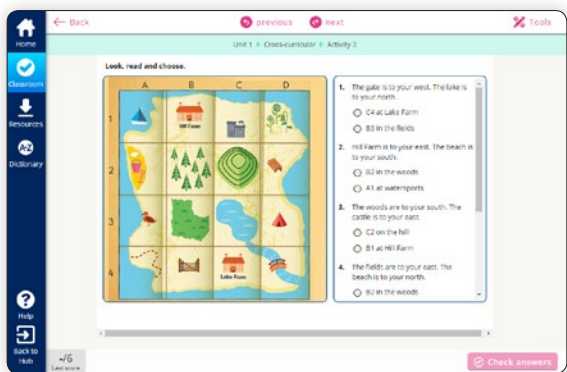 Back
previous
next
Tools
Home
Unit 1 Cross-curricular Activity 3
Classroom
Look, read and choose.
A B C D
1
Hill Farm
2
3
4
Lake Farm
Resources
A-Z
Dictionary
1. The gate is to your west. The lake is
to your north.
C4 at Lake Farm
B3 in the fields
2. Hill Farm is to your east. The beach is
to your south.
B2 in the woods
A1 at watersports
3. The woods are to your south. The
castle is to your east.
C2 on the hill
B1 at Hill Farm
4. The fields are to your east. The
beach is to your north.
B2 in the woods
?
Help
Back to
Hub
-/6
Last score
Check answers